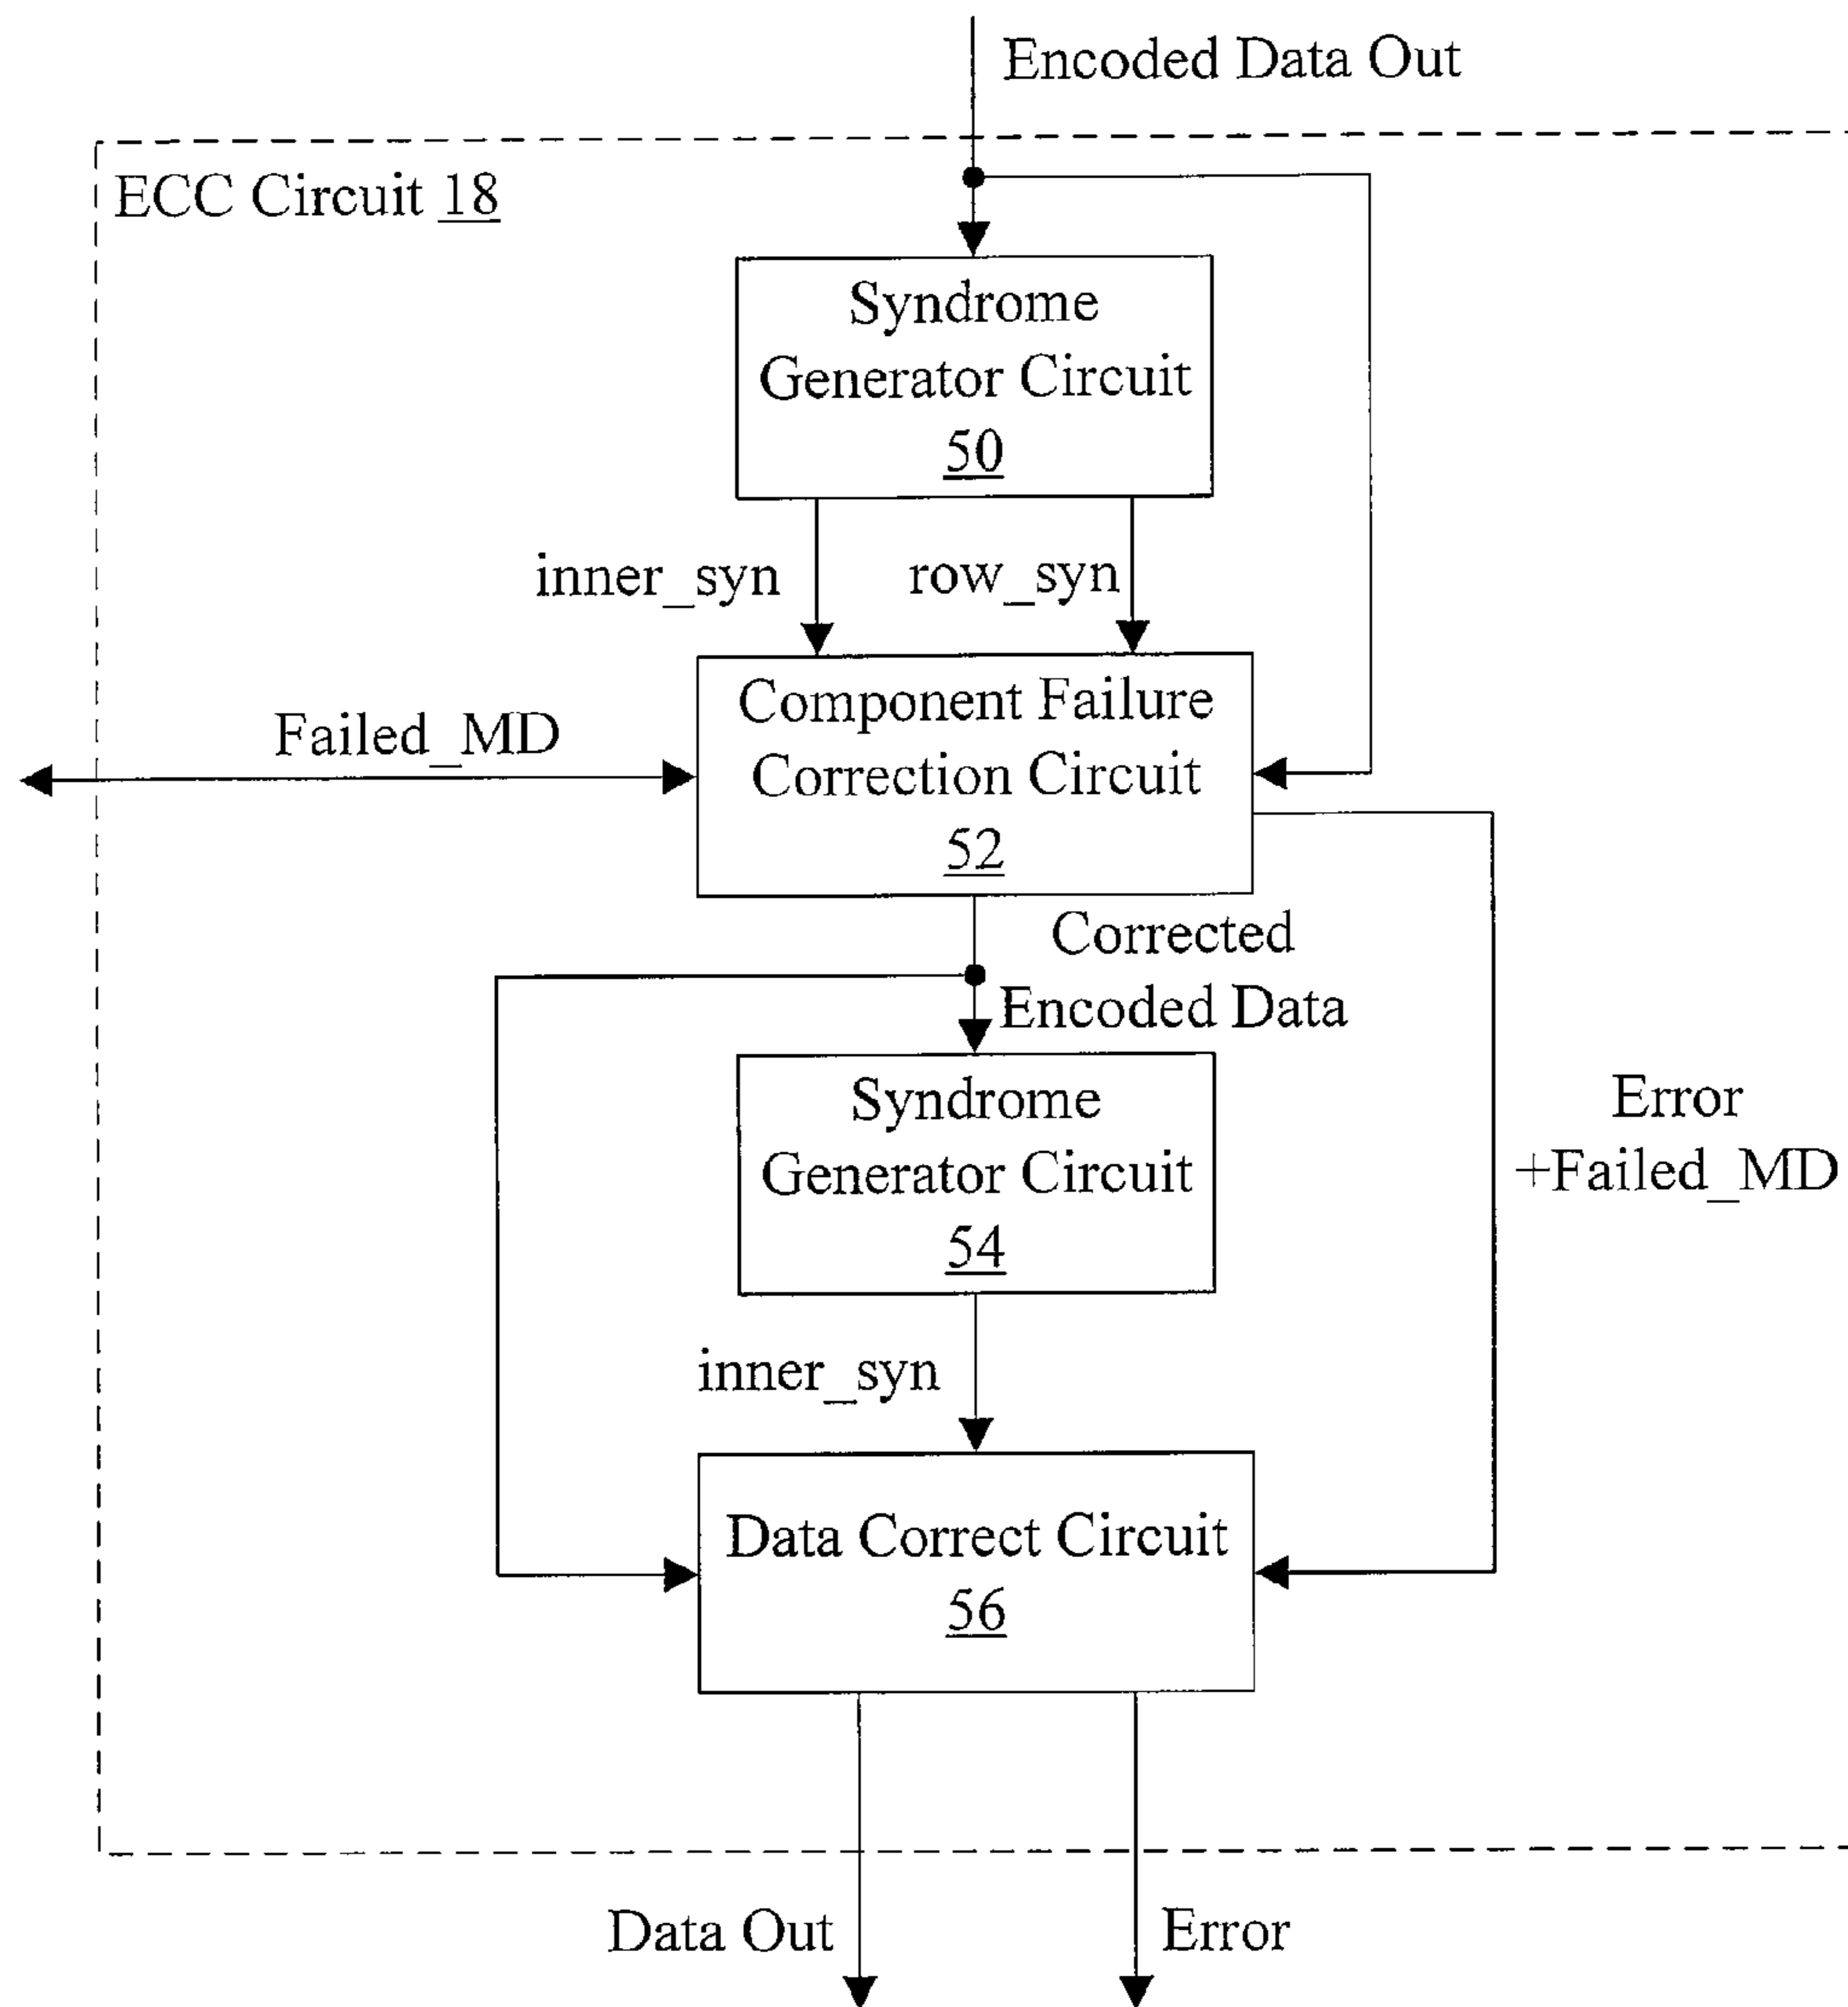 Encoded Data Out
ECC Circuit 18
Syndrome
Generator Circuit
50
inner_syn
row_syn
Component Failure
Correction Circuit
52
Failed_MD
Corrected
Encoded Data
Syndrome
Generator Circuit
54
Error
+Failed_MD
inner_syn
Data Correct Circuit
56
Data Out
Error